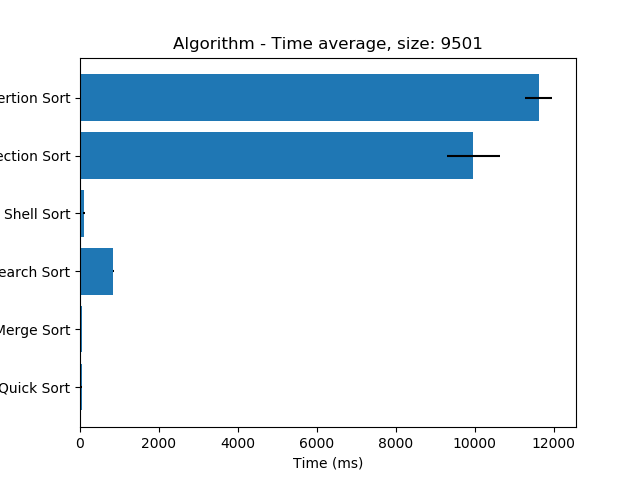 Algorithm - Time average, size: 9501
ertion Sort
ection Sort
Shell Sort
earch Sort
Merge Sort
Quick Sort
0 2000 4000 6000 8000 10000 12000
Time (ms)